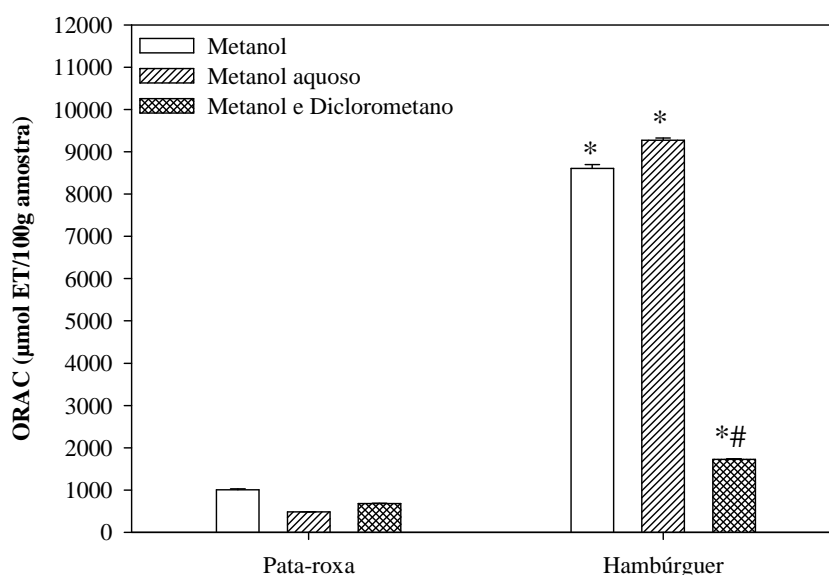 12000
11000
10000
9000
8000
7000
6000
5000
4000
3000
2000
1000
0
ORAC (µmol ET/100g amostra)
Metanol
Metanol aquoso
Metanol e Diclorometano
*
*
*#
Pata-roxa
Hambúrguer